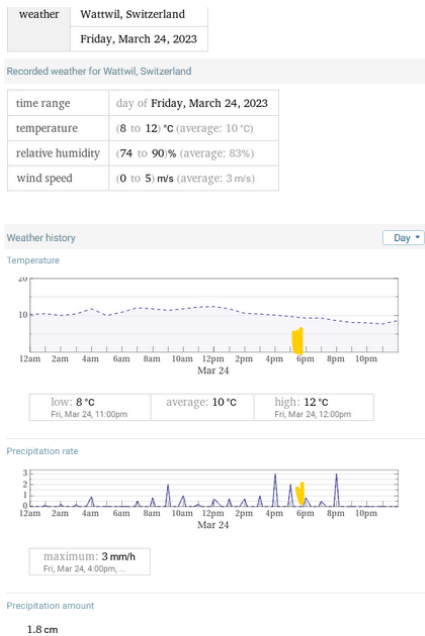 weather Wattwil, Switzerland
Friday, March 24, 2023
Recorded weather for Wattwil, Switzerland
time range day of Friday, March 24, 2023
temperature (8 to 12) °C (average: 10 °C)
relative humidity (74 to 90)% (average: 83%)
wind speed (0 to 5) m/s (average: 3 m/s)
Weather history Day
Temperature
20
10
12am 2am 4am 6am 8am 10am 12pm 2pm 4pm 6pm 8pm 10pm
Mar 24
low: 8 °C average: 10 °C high: 12 °C
Fri, Mar 24, 11:00pm Fri, Mar 24, 12:00pm
Precipitation rate
3
2
1
0
12am 2am 4am 6am 8am 10am 12pm 2pm 4pm 6pm 8pm 10pm
Mar 24
maximum: 3 mm/h
Fri, Mar 24, 4:00pm, ...
Precipitation amount
1.8 cm